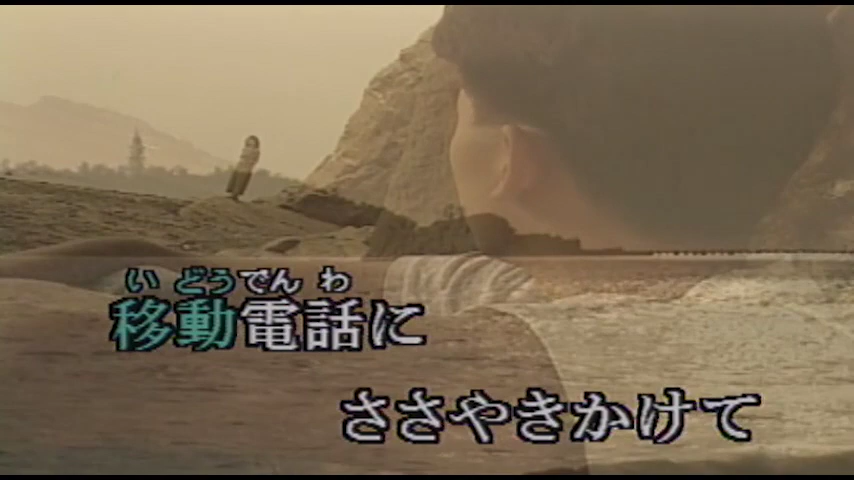 いどうでんわ
移動電話に
ささやきかけて